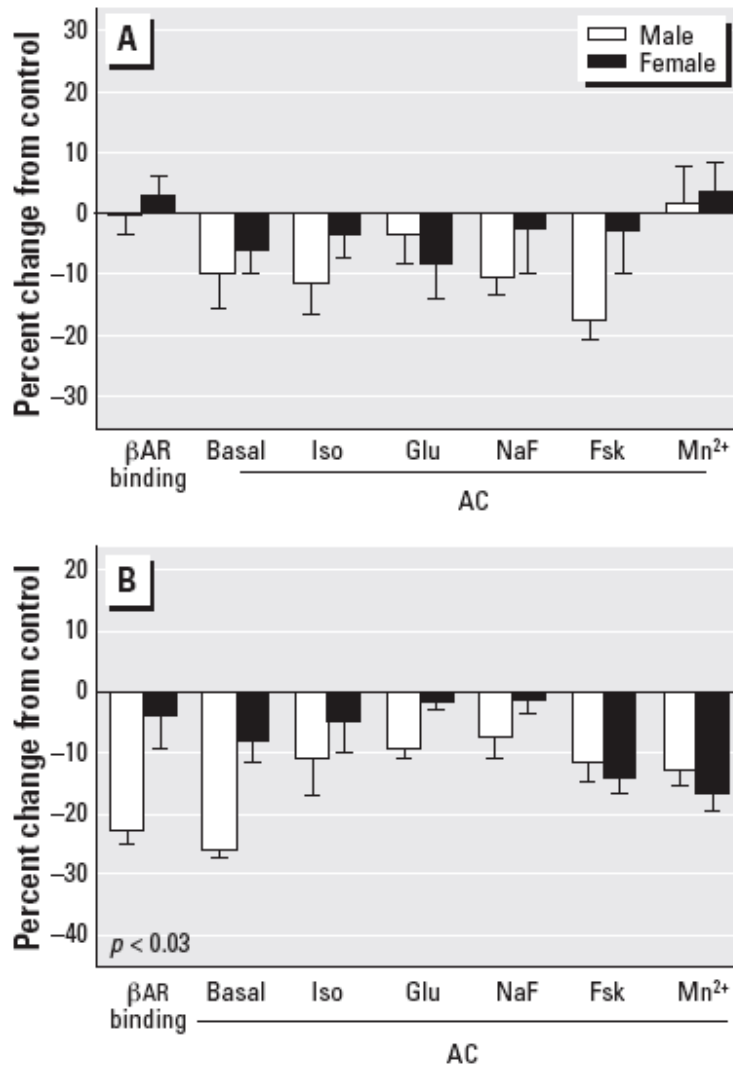 A
Male
Female
Percent change from control
30
20
10
0
–10
–20
–30
βAR binding
Basal
Iso
Glu
NaF
Fsk
Mn²⁺
AC
B
Percent change from control
20
10
0
–10
–20
–30
–40
p < 0.03
βAR binding
Basal
Iso
Glu
NaF
Fsk
Mn²⁺
AC